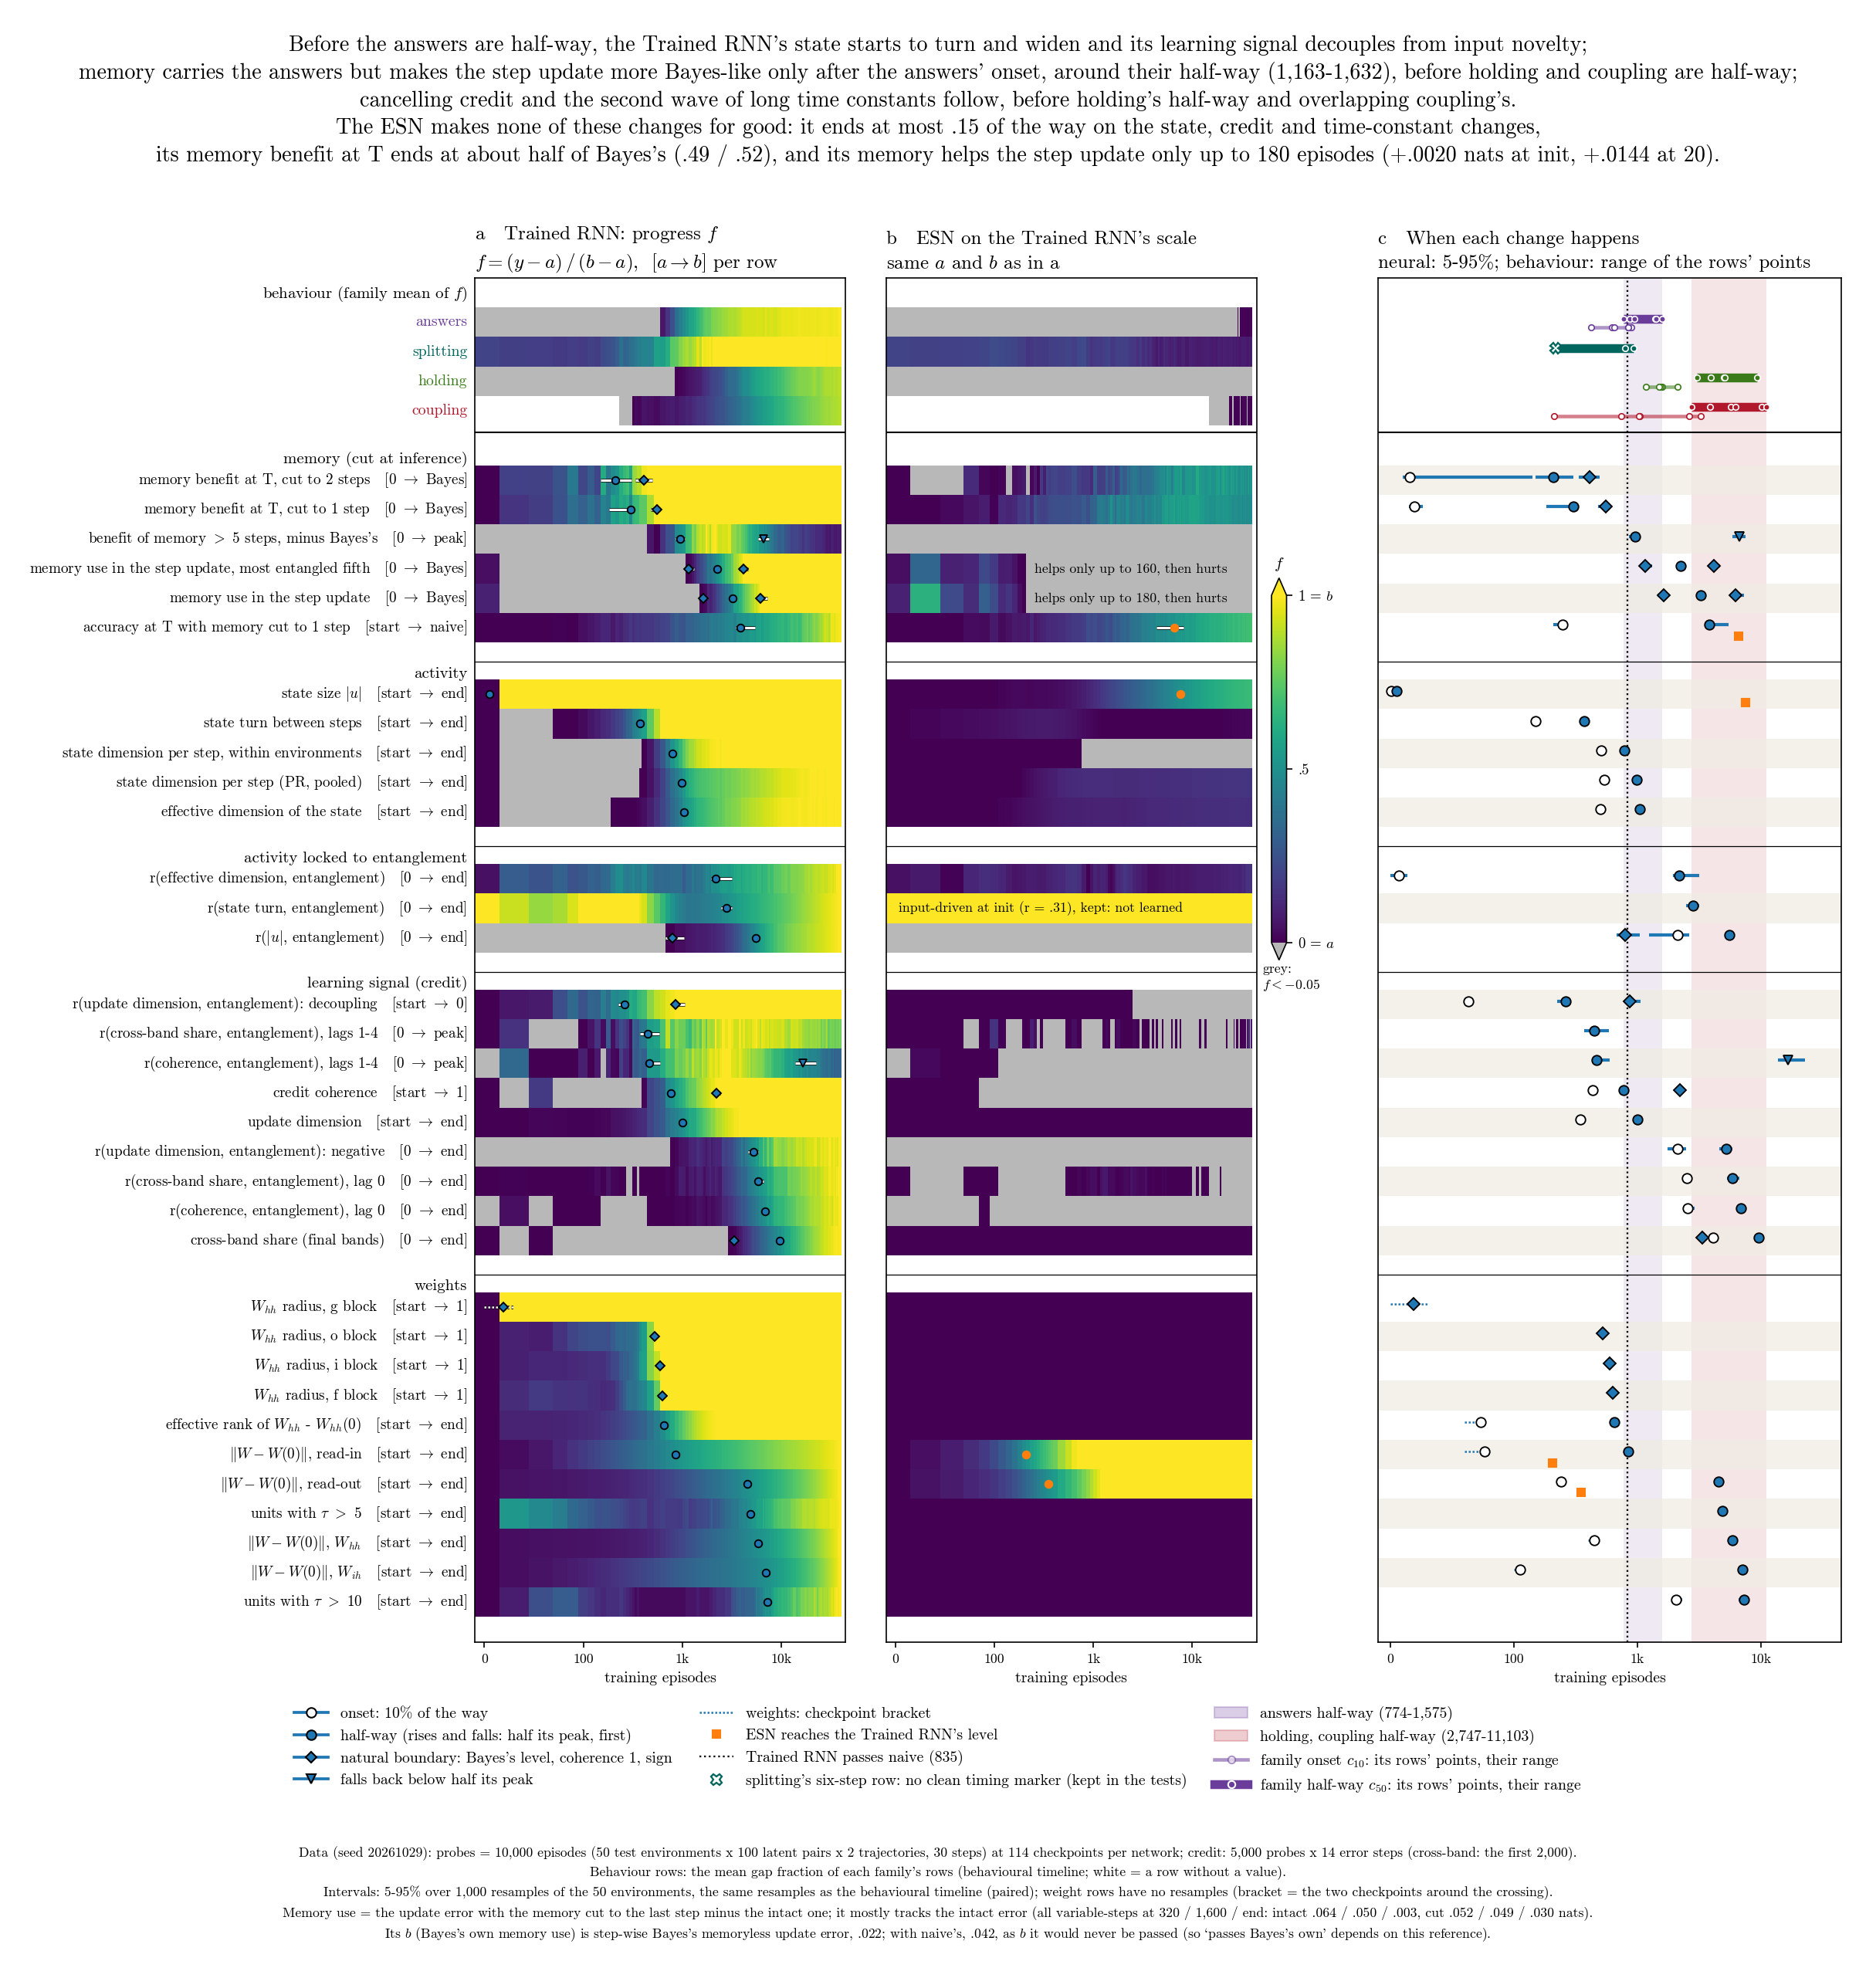 Before the answers are half-way, the Trained RNN's state starts to turn and widen and its learning signal decouples from input novelty;
memory carries the answers but makes the step update more Bayes-like only after the answers' onset, around their half-way (1,163-1,632), before holding and coupling are half-way;
cancelling credit and the second wave of long time constants follow, before holding's half-way and overlapping coupling's.
The ESN makes none of these changes for good: it ends at most .15 of the way on the state, credit and time-constant changes,
its memory benefit at T ends at about half of Bayes's (.49 / .52), and its memory helps the step update only up to 180 episodes (+.0020 nats at init, +.0144 at 20).
a Trained RNN: progress f
f = (y − a) / (b − a), [a → b] per row
b ESN on the Trained RNN's scale
same a and b as in a
c When each change happens
neural: 5-95%; behaviour: range of the rows' points
behaviour (family mean of f)
answers
splitting
holding
coupling
memory (cut at inference)
memory benefit at T, cut to 2 steps [0 → Bayes]
memory benefit at T, cut to 1 step [0 → Bayes]
benefit of memory > 5 steps, minus Bayes's [0 → peak]
memory use in the step update, most entangled fifth [0 → Bayes]
helps only up to 160, then hurts
memory use in the step update [0 → Bayes]
helps only up to 180, then hurts
accuracy at T with memory cut to 1 step [start → naive]
activity
state size |u| [start → end]
state turn between steps [start → end]
state dimension per step, within environments [start → end]
state dimension per step (PR, pooled) [start → end]
effective dimension of the state [start → end]
activity locked to entanglement
r(effective dimension, entanglement) [0 → end]
r(state turn, entanglement) [0 → end]
input-driven at init (r = .31), kept: not learned
r(|u|, entanglement) [0 → end]
f
1 = b
.5
0 = a
grey:
f < −0.05
learning signal (credit)
r(update dimension, entanglement): decoupling [start → 0]
r(cross-band share, entanglement), lags 1-4 [0 → peak]
r(coherence, entanglement), lags 1-4 [0 → peak]
credit coherence [start → 1]
update dimension [start → end]
r(update dimension, entanglement): negative [0 → end]
r(cross-band share, entanglement), lag 0 [0 → end]
r(coherence, entanglement), lag 0 [0 → end]
cross-band share (final bands) [0 → end]
weights
W_hh radius, g block [start → 1]
W_hh radius, o block [start → 1]
W_hh radius, i block [start → 1]
W_hh radius, f block [start → 1]
effective rank of W_hh - W_hh(0) [start → end]
‖W − W(0)‖, read-in [start → end]
‖W − W(0)‖, read-out [start → end]
units with τ > 5 [start → end]
‖W − W(0)‖, W_hh [start → end]
‖W − W(0)‖, W_ih [start → end]
units with τ > 10 [start → end]
0 100 1k 10k
training episodes
0 100 1k 10k
training episodes
0 100 1k 10k
training episodes
onset: 10% of the way
half-way (rises and falls: half its peak, first)
natural boundary: Bayes's level, coherence 1, sign
falls back below half its peak
weights: checkpoint bracket
ESN reaches the Trained RNN's level
Trained RNN passes naive (835)
splitting's six-step row: no clean timing marker (kept in the tests)
answers half-way (774-1,575)
holding, coupling half-way (2,747-11,103)
family onset c10: its rows' points, their range
family half-way c50: its rows' points, their range
Data (seed 20261029): probes = 10,000 episodes (50 test environments x 100 latent pairs x 2 trajectories, 30 steps) at 114 checkpoints per network; credit: 5,000 probes x 14 error steps (cross-band: the first 2,000).
Behaviour rows: the mean gap fraction of each family's rows (behavioural timeline; white = a row without a value).
Intervals: 5-95% over 1,000 resamples of the 50 environments, the same resamples as the behavioural timeline (paired); weight rows have no resamples (bracket = the two checkpoints around the crossing).
Memory use = the update error with the memory cut to the last step minus the intact one; it mostly tracks the intact error (all variable-steps at 320 / 1,600 / end: intact .064 / .050 / .003, cut .052 / .049 / .030 nats).
Its b (Bayes's own memory use) is step-wise Bayes's memoryless update error, .022; with naive's, .042, as b it would never be passed (so 'passes Bayes's own' depends on this reference).